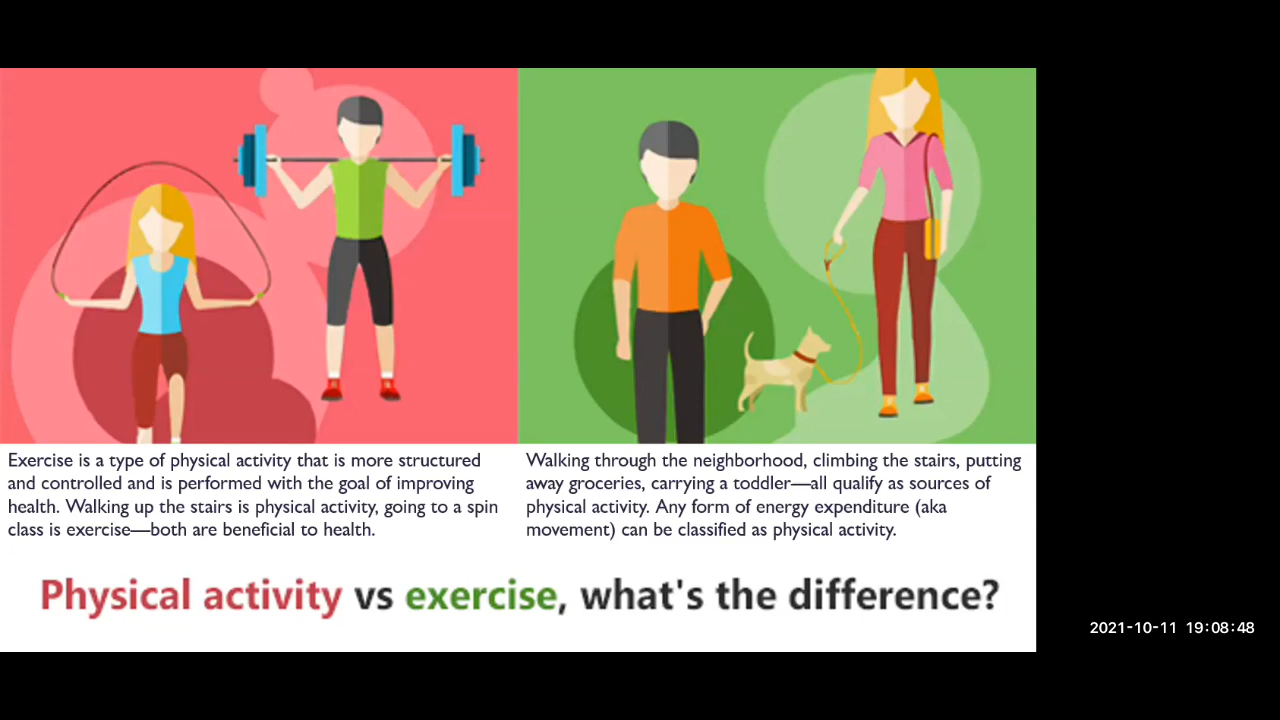 Exercise is a type of physical activity that is more structured
and controlled and is performed with the goal of improving
health. Walking up the stairs is physical activity, going to a spin
class is exercise—both are beneficial to health.
Walking through the neighborhood, climbing the stairs, putting
away groceries, carrying a toddler—all qualify as sources of
physical activity. Any form of energy expenditure (aka
movement) can be classified as physical activity.
Physical activity vs exercise, what's the difference?
2021-10-11 19:08:48